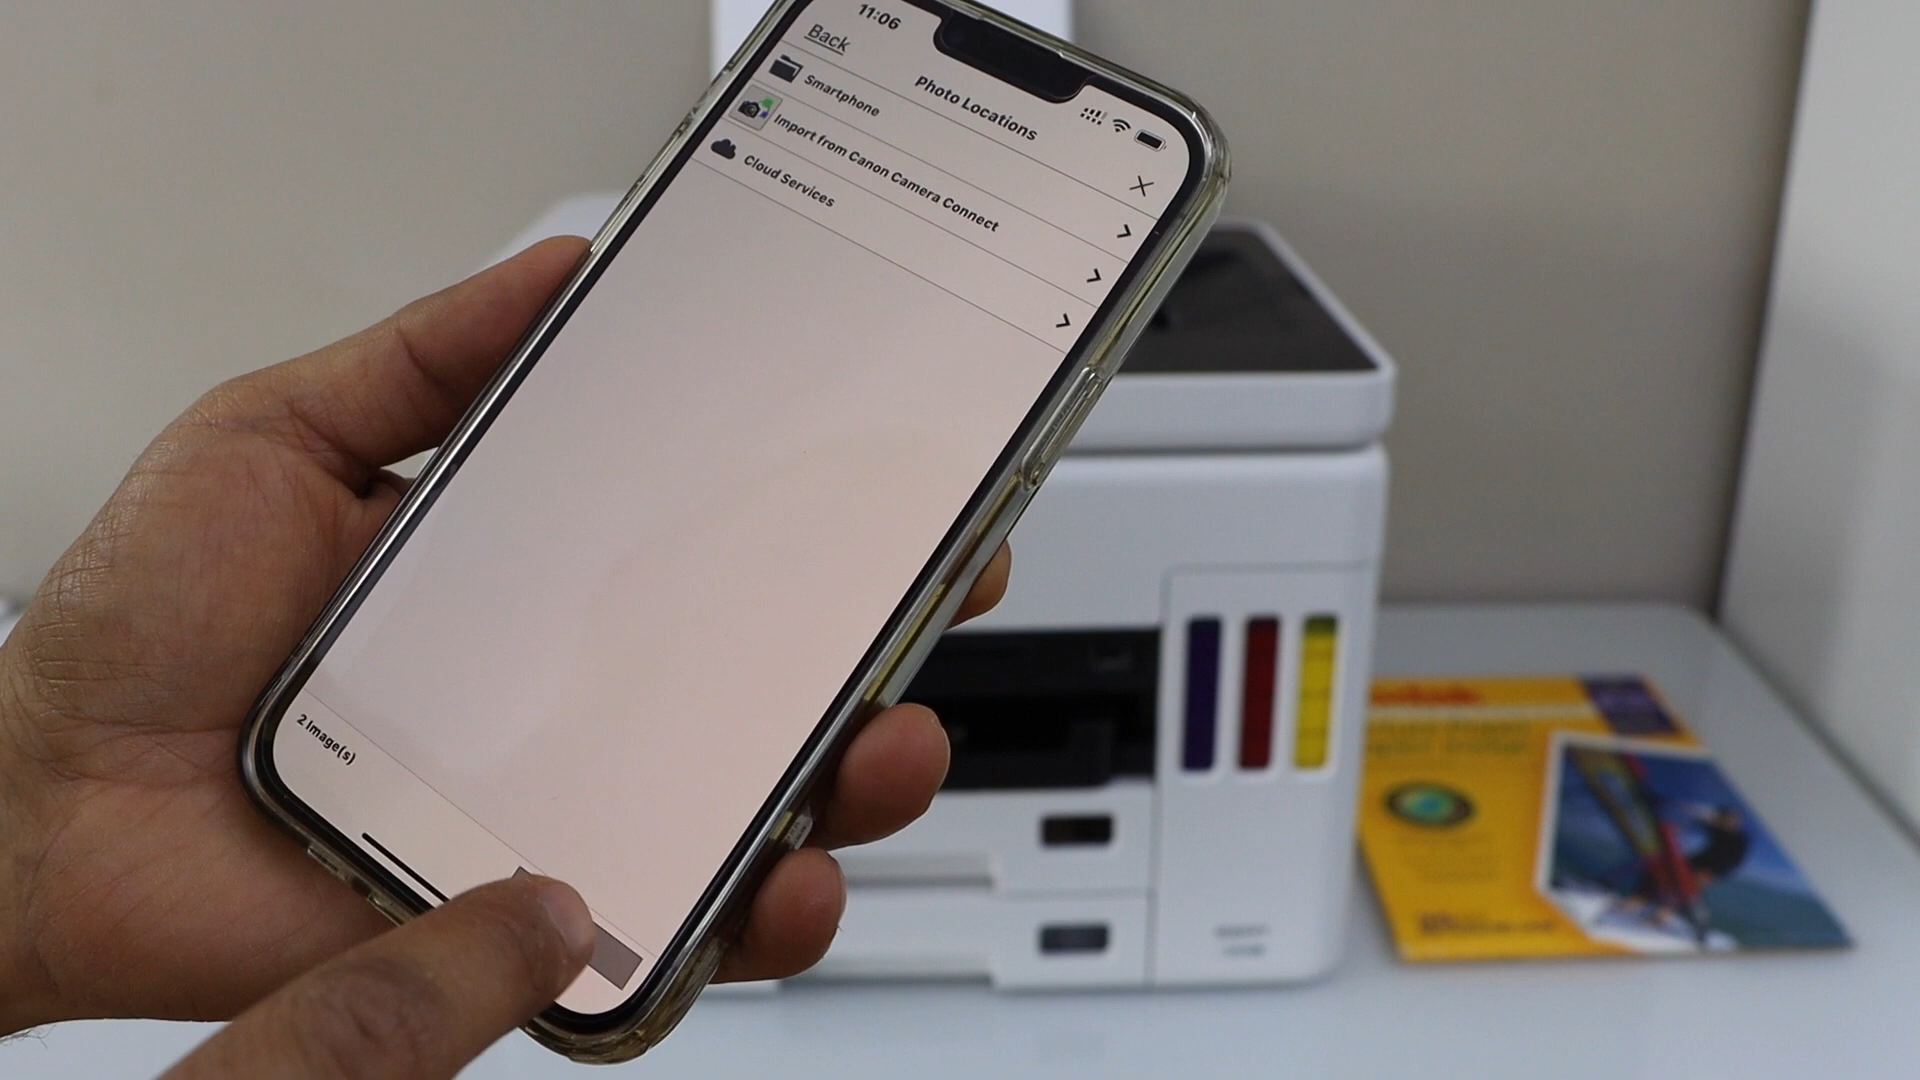 11:06
Back
Photo Locations
Smartphone
Import from Canon Camera Connect
Cloud Services
2 Image(s)